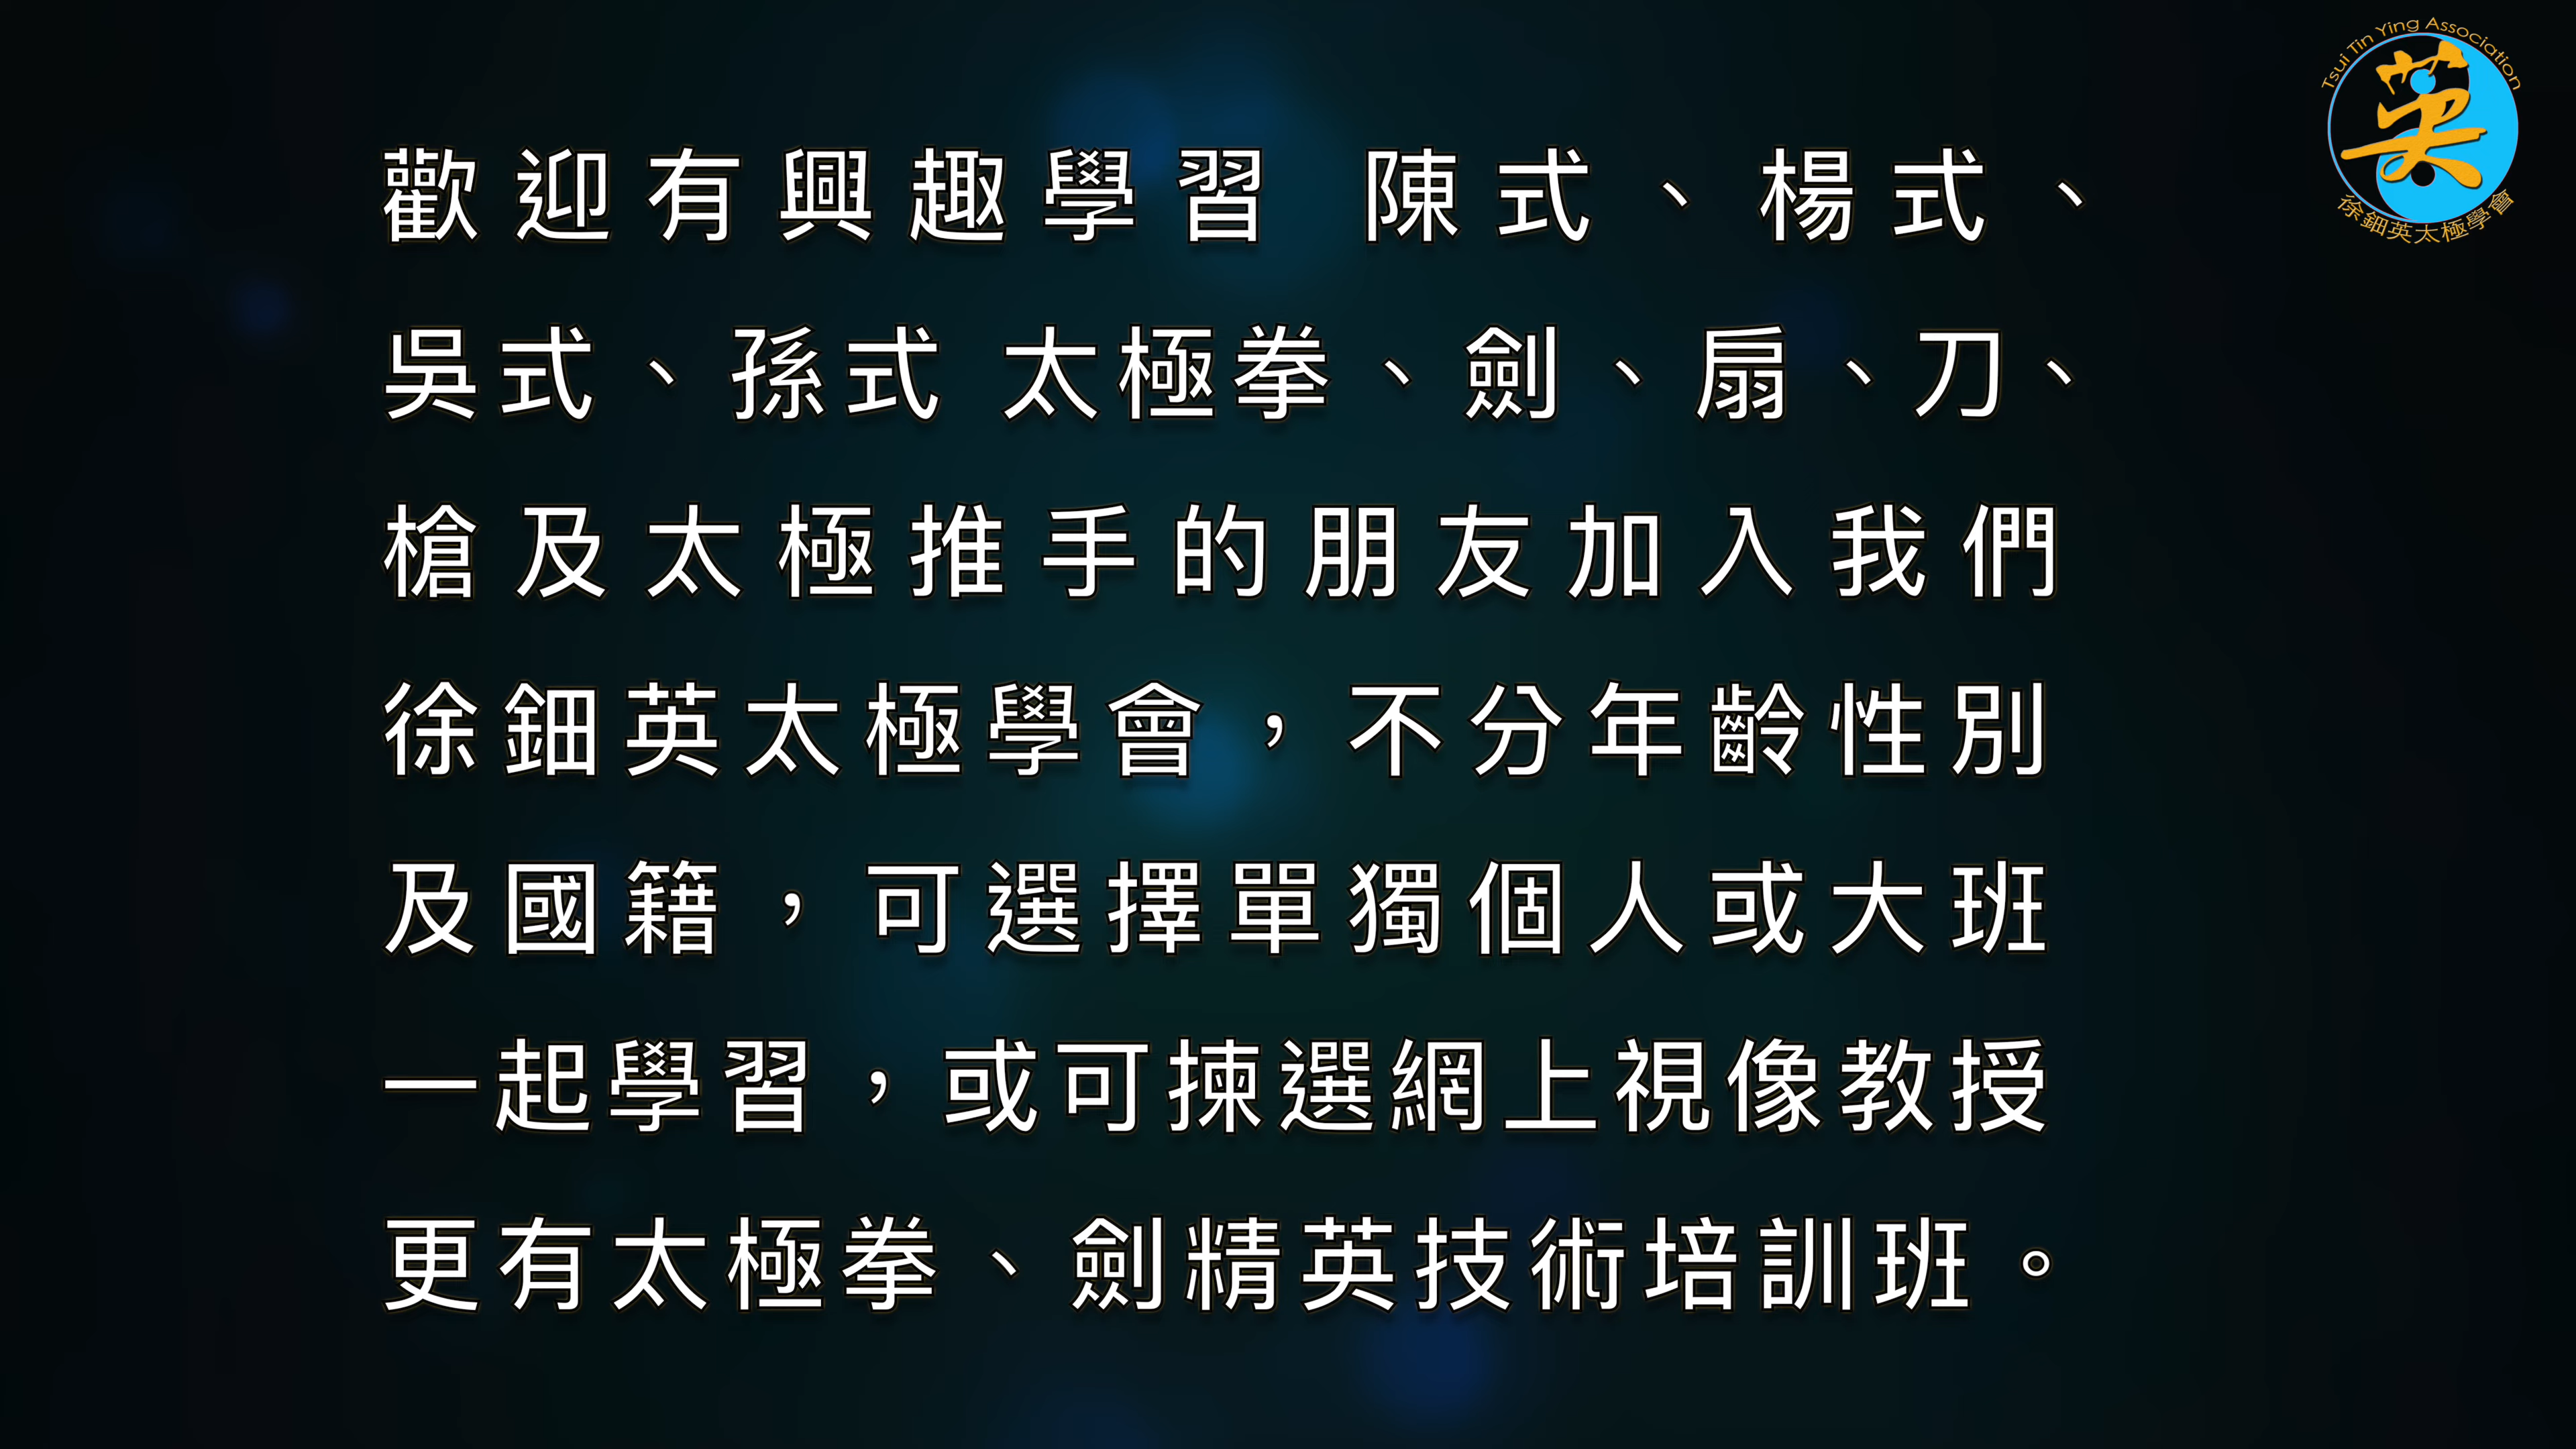 Tsui Tin Ying Association
英
徐鈿英太極學會
歡迎有興趣學習 陳式、楊式、
吳式、孫式 太極拳、劍、扇、刀、
槍及太極推手的朋友加入我們
徐鈿英太極學會，不分年齡性別
及國籍，可選擇單獨個人或大班
一起學習，或可揀選網上視像教授
更有太極拳、劍精英技術培訓班。